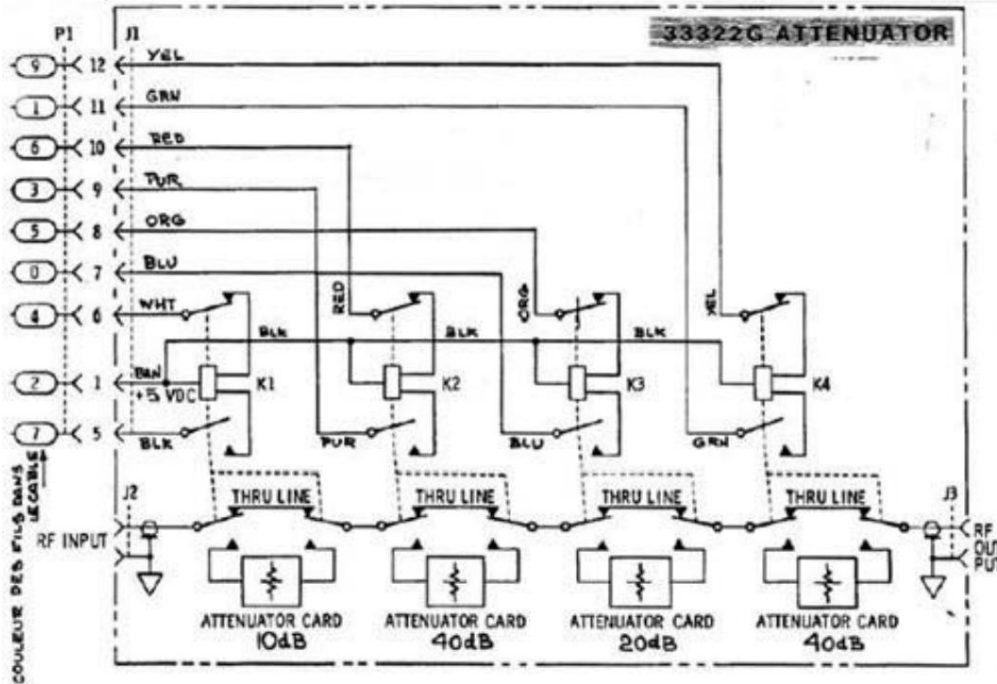 33322G ATTENUATOR
P1 J1
9 12 YEL
1 11 GRN
6 10 RED
3 9 PUR
5 8 ORG
0 7 BLU
4 6 WHT
RED
ORG
YEL
BLK
BLK
BLK
2 1 BRN
+5 VDC
K1
K2
K3
K4
7 5 BLK
PUR
BLU
GRN
COULEUR DES FILS DANS
LE CABLE
J2
THRU LINE
THRU LINE
THRU LINE
THRU LINE
J3
RF INPUT
RF
OUT
PUT
ATTENUATOR CARD
10dB
ATTENUATOR CARD
40dB
ATTENUATOR CARD
20dB
ATTENUATOR CARD
40dB